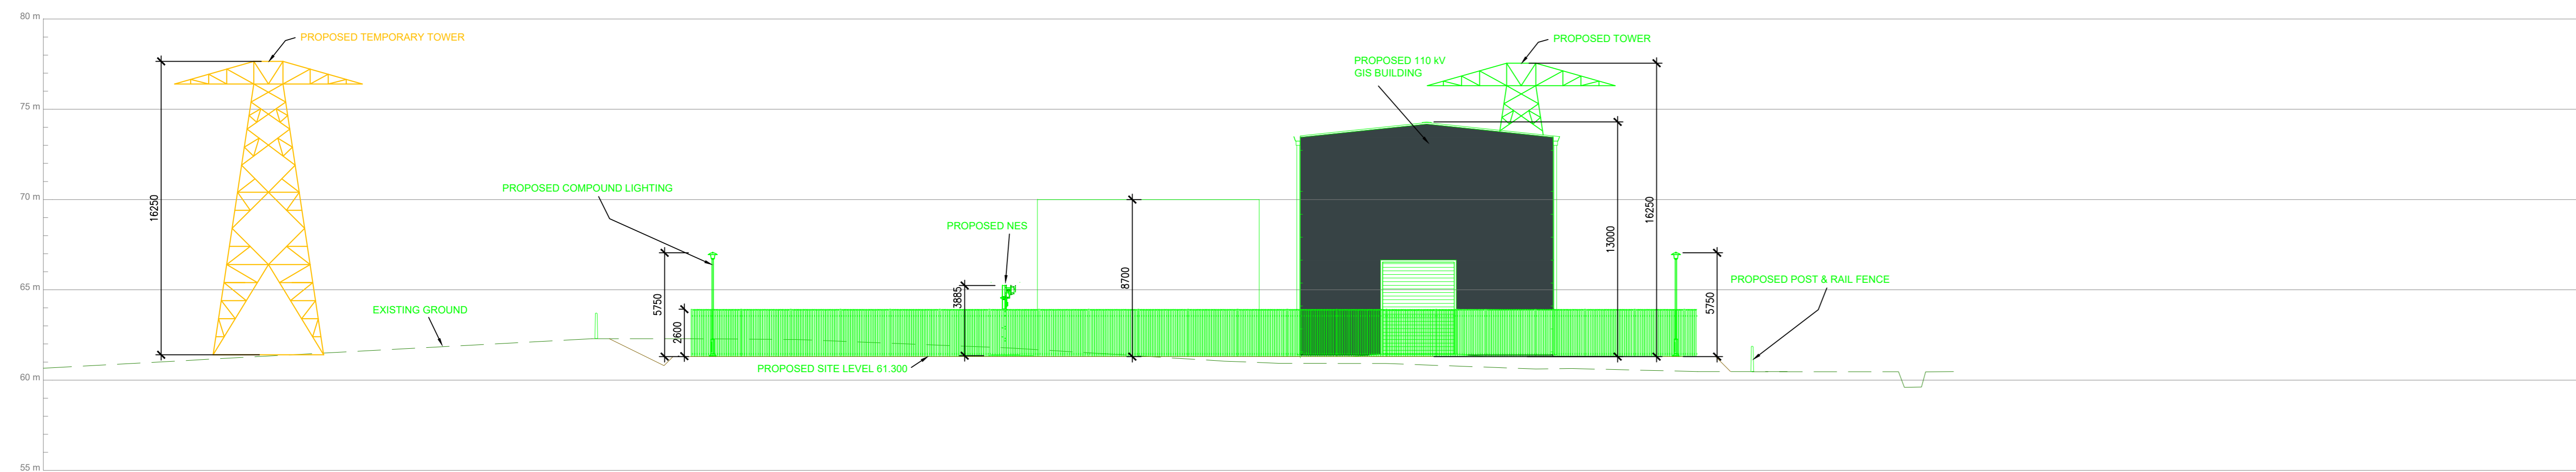 80 m
PROPOSED TEMPORARY TOWER
PROPOSED TOWER
PROPOSED 110 kV
GIS BUILDING
75 m
70 m
16250
PROPOSED COMPOUND LIGHTING
16250
PROPOSED NES
13000
8700
PROPOSED POST & RAIL FENCE
65 m
3885
5750
5750
EXISTING GROUND
2600
PROPOSED SITE LEVEL 61.300
60 m
55 m